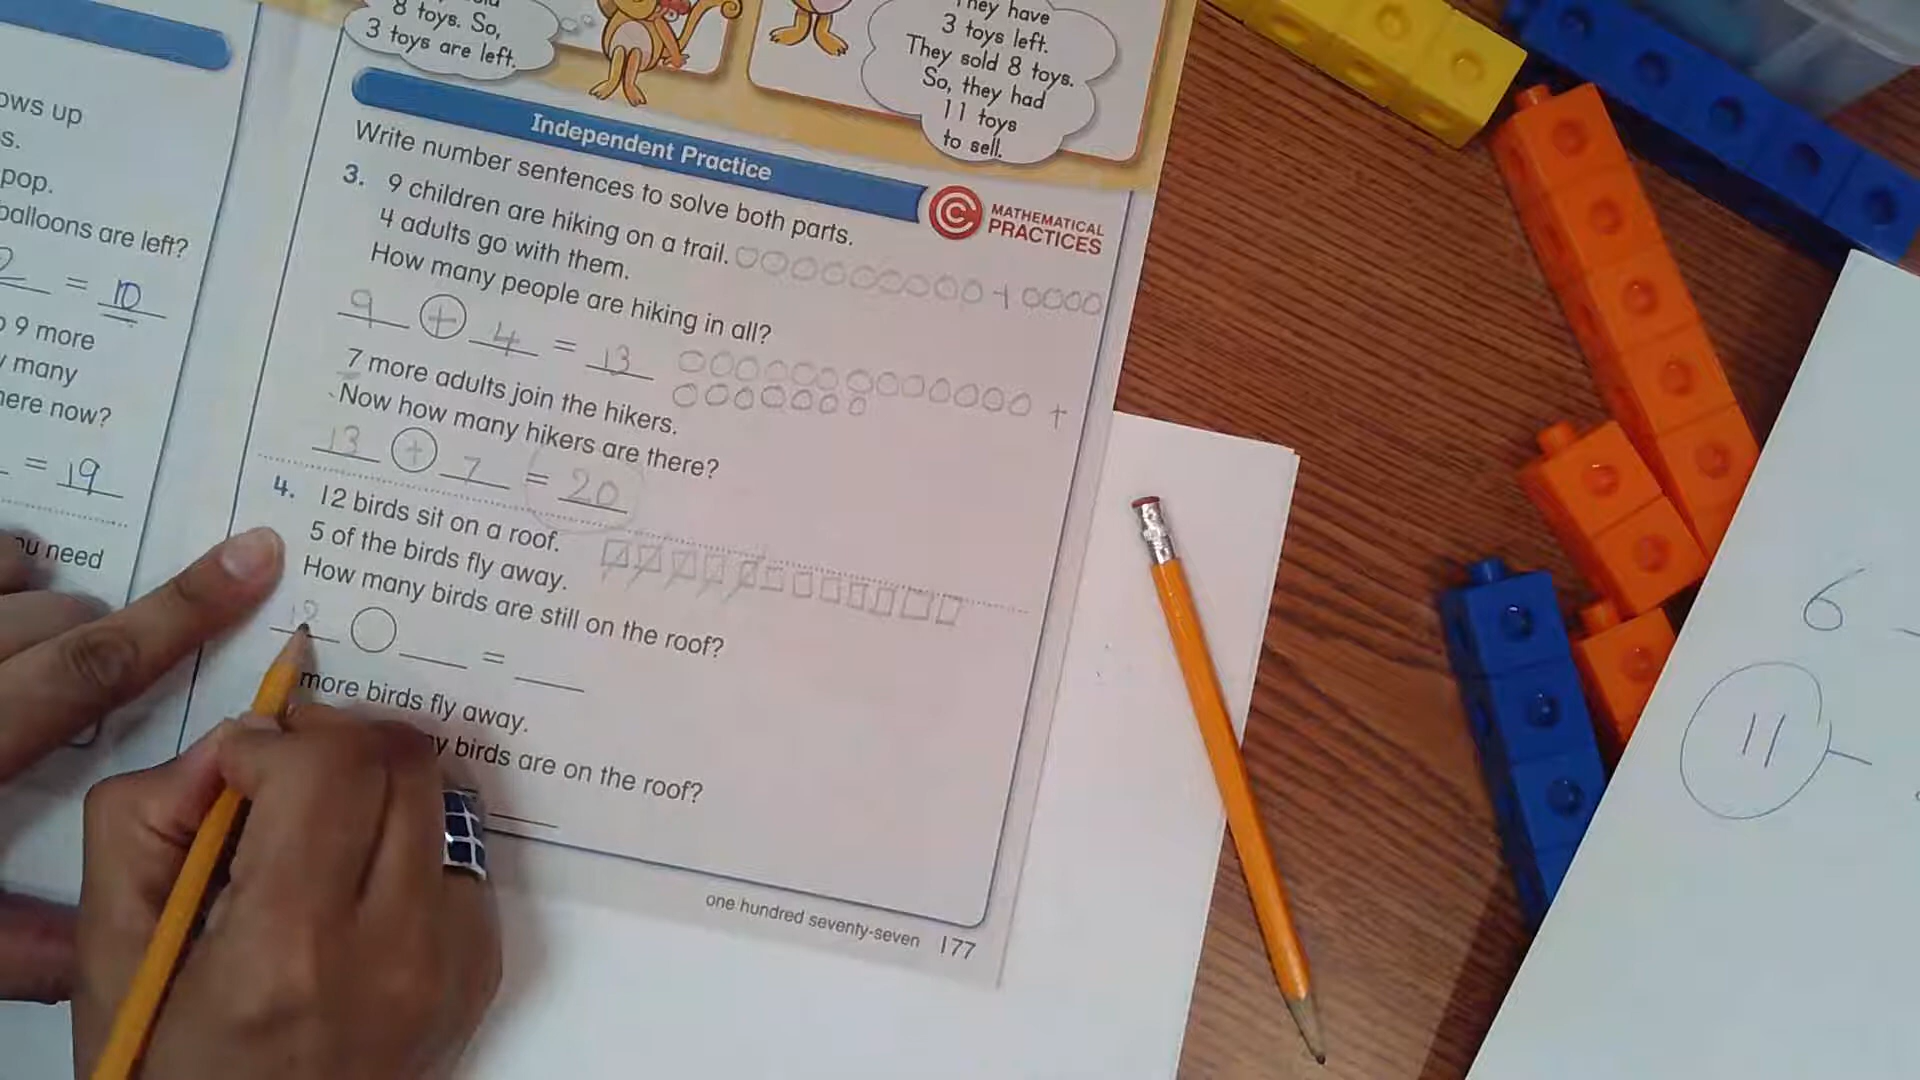 8 toys. So,
3 toys are left.
They have
3 toys left.
They sold 8 toys.
So, they had
11 toys
to sell.
ows up
s.
pop.
balloons are left?
= 10
9 more
many
here now?
= 19
ou need
Independent Practice
MATHEMATICAL
PRACTICES
Write number sentences to solve both parts.
3. 9 children are hiking on a trail.
4 adults go with them.
How many people are hiking in all?
9 + 4 = 13
7 more adults join the hikers.
Now how many hikers are there?
13 + 7 = 20
4. 12 birds sit on a roof.
5 of the birds fly away.
How many birds are still on the roof?
12 =
more birds fly away.
birds are on the roof?
one hundred seventy-seven 177
6 -
11 -